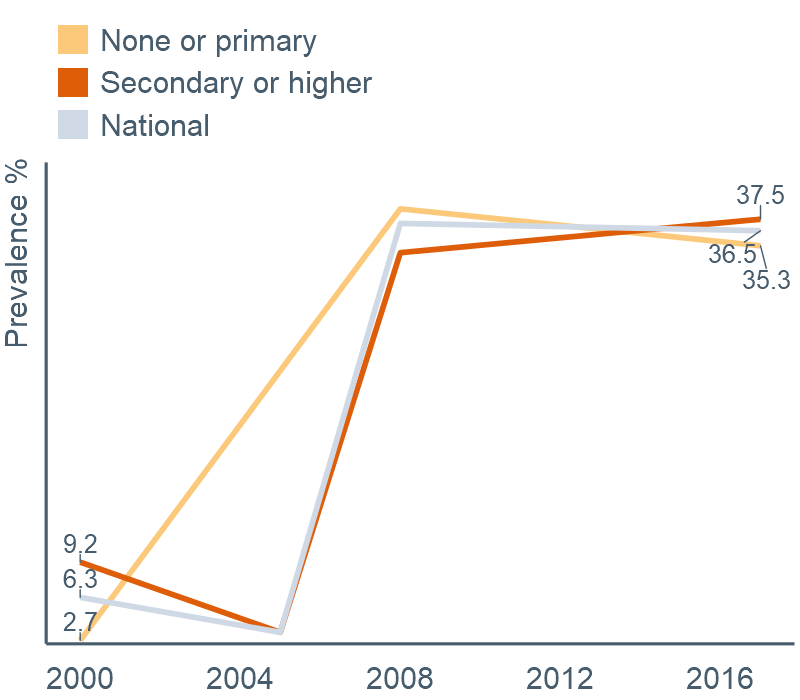 None or primary
Secondary or higher
National
Prevalence %
37.5
36.5
35.3
9.2
6.3
2.7
2000 2004 2008 2012 2016